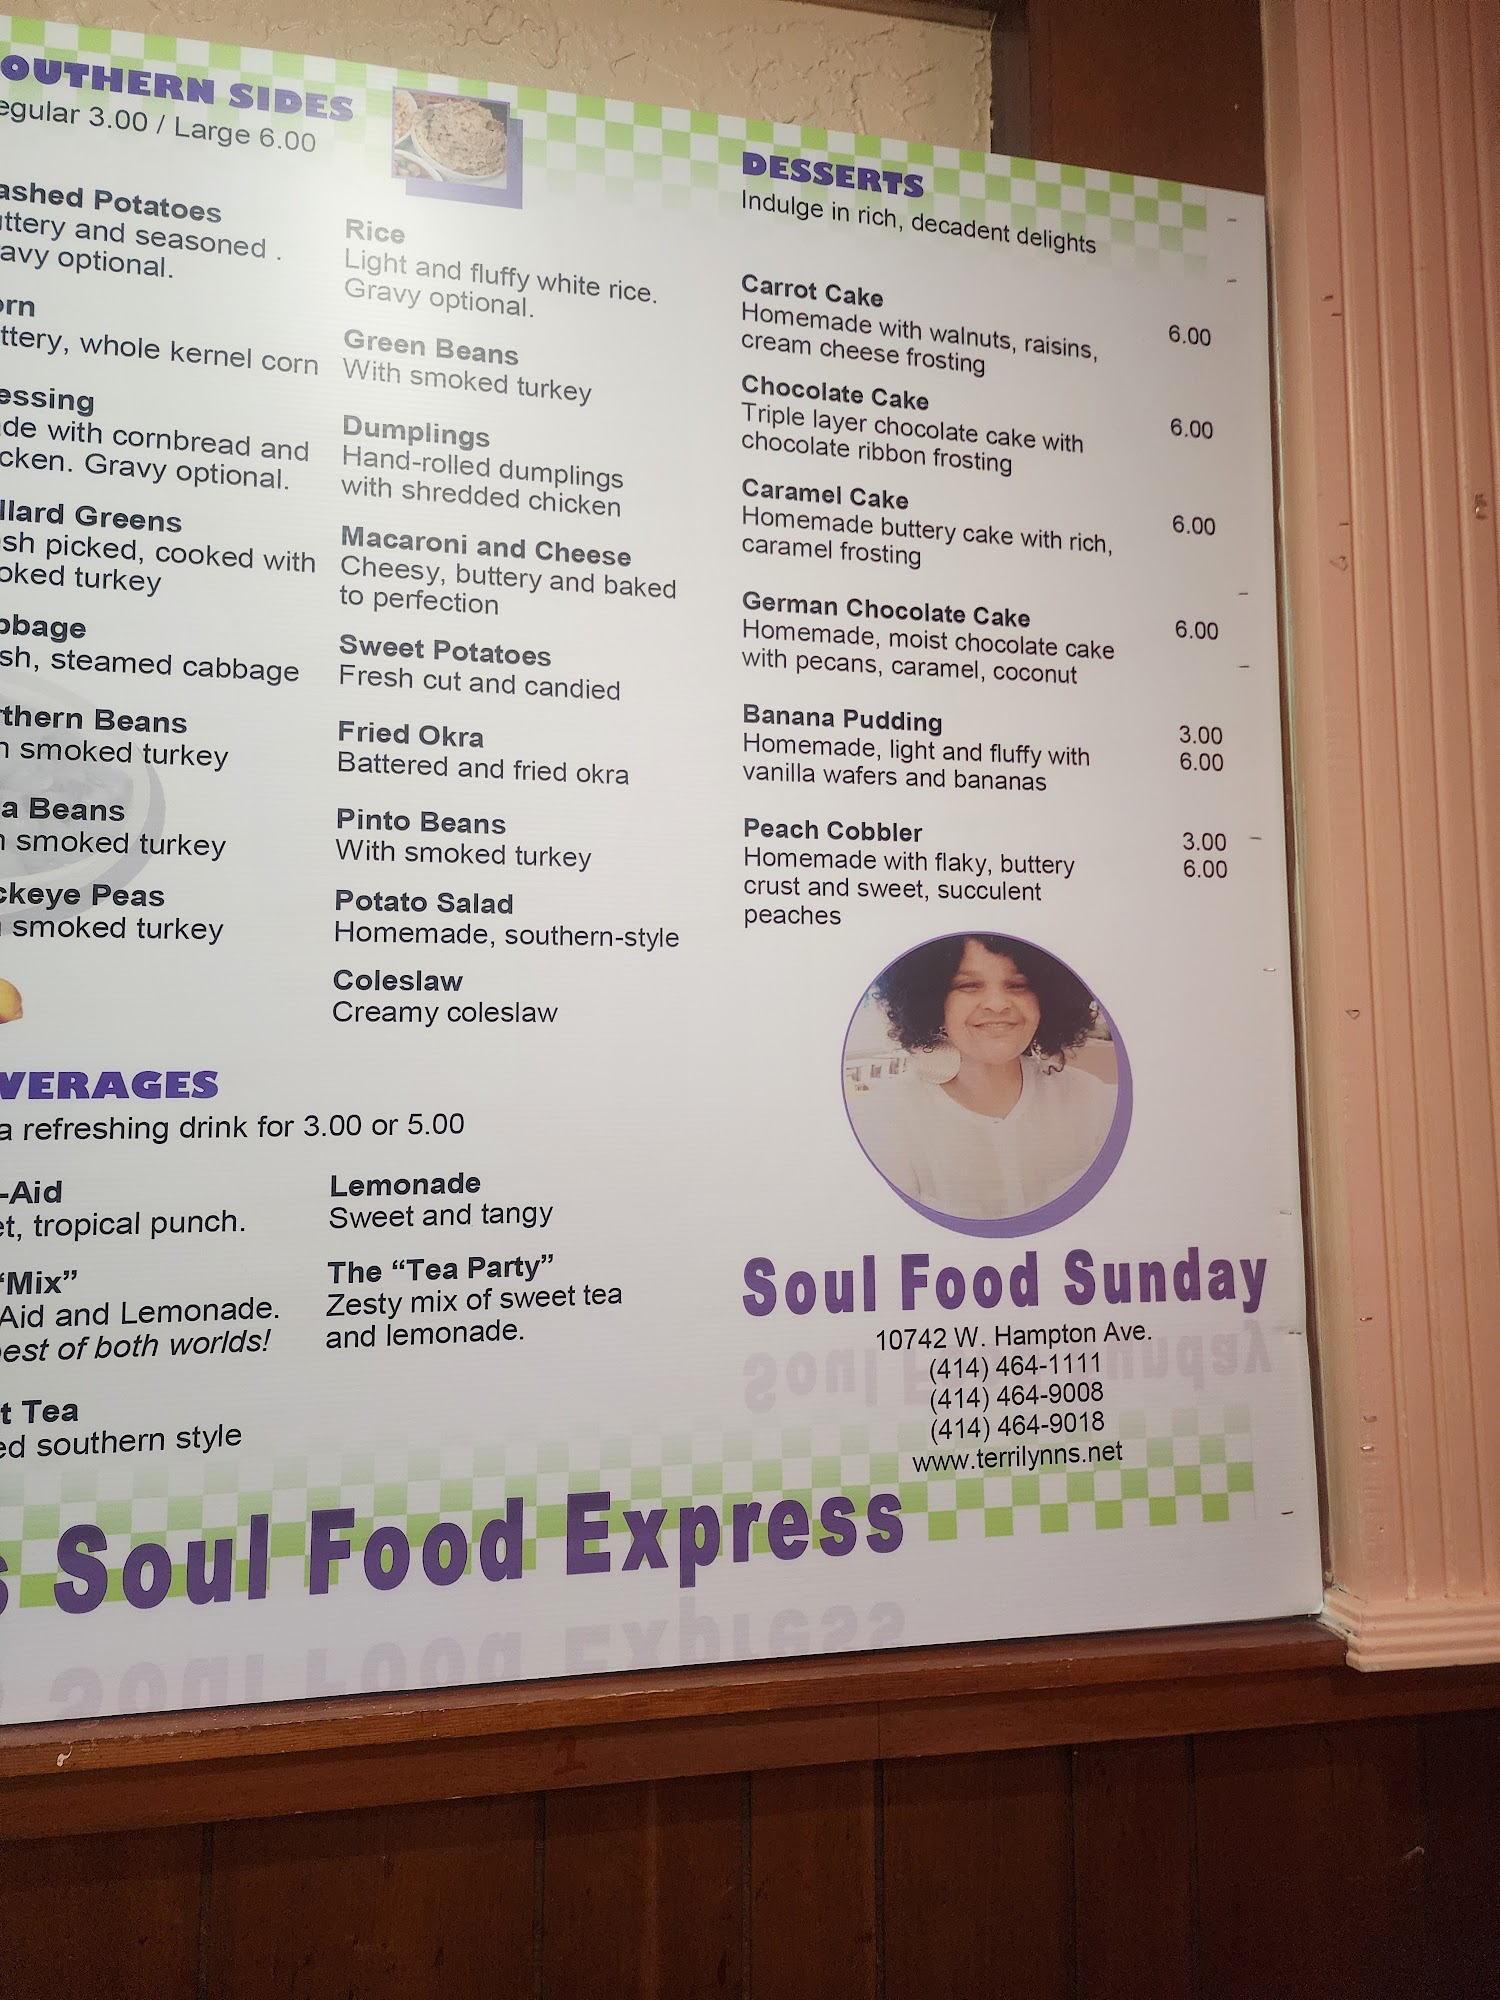 OUTHERN SIDES
egular 3.00 / Large 6.00
ashed Potatoes
ttery and seasoned .
avy optional.
orn
ttery, whole kernel corn
essing
de with cornbread and
cken. Gravy optional.
llard Greens
sh picked, cooked with
oked turkey
bbage
sh, steamed cabbage
rthern Beans
h smoked turkey
a Beans
h smoked turkey
ckeye Peas
smoked turkey
Rice
Light and fluffy white rice.
Gravy optional.
Green Beans
With smoked turkey
Dumplings
Hand-rolled dumplings
with shredded chicken
Macaroni and Cheese
Cheesy, buttery and baked
to perfection
Sweet Potatoes
Fresh cut and candied
Fried Okra
Battered and fried okra
Pinto Beans
With smoked turkey
Potato Salad
Homemade, southern-style
Coleslaw
Creamy coleslaw
VERAGES
a refreshing drink for 3.00 or 5.00
-Aid
et, tropical punch.
"Mix"
Aid and Lemonade.
est of both worlds!
t Tea
ed southern style
Lemonade
Sweet and tangy
The “Tea Party”
Zesty mix of sweet tea
and lemonade.
DESSERTS
Indulge in rich, decadent delights
Carrot Cake
Homemade with walnuts, raisins, 6.00
cream cheese frosting
Chocolate Cake
Triple layer chocolate cake with 6.00
chocolate ribbon frosting
Caramel Cake
Homemade buttery cake with rich, 6.00
caramel frosting
German Chocolate Cake
Homemade, moist chocolate cake 6.00
with pecans, caramel, coconut
Banana Pudding
Homemade, light and fluffy with 3.00
vanilla wafers and bananas 6.00
Peach Cobbler
Homemade with flaky, buttery 3.00
crust and sweet, succulent 6.00
peaches
Soul Food Sunday
10742 W. Hampton Ave.
(414) 464-1111
(414) 464-9008
(414) 464-9018
www.terrilynns.net
s Soul Food Express